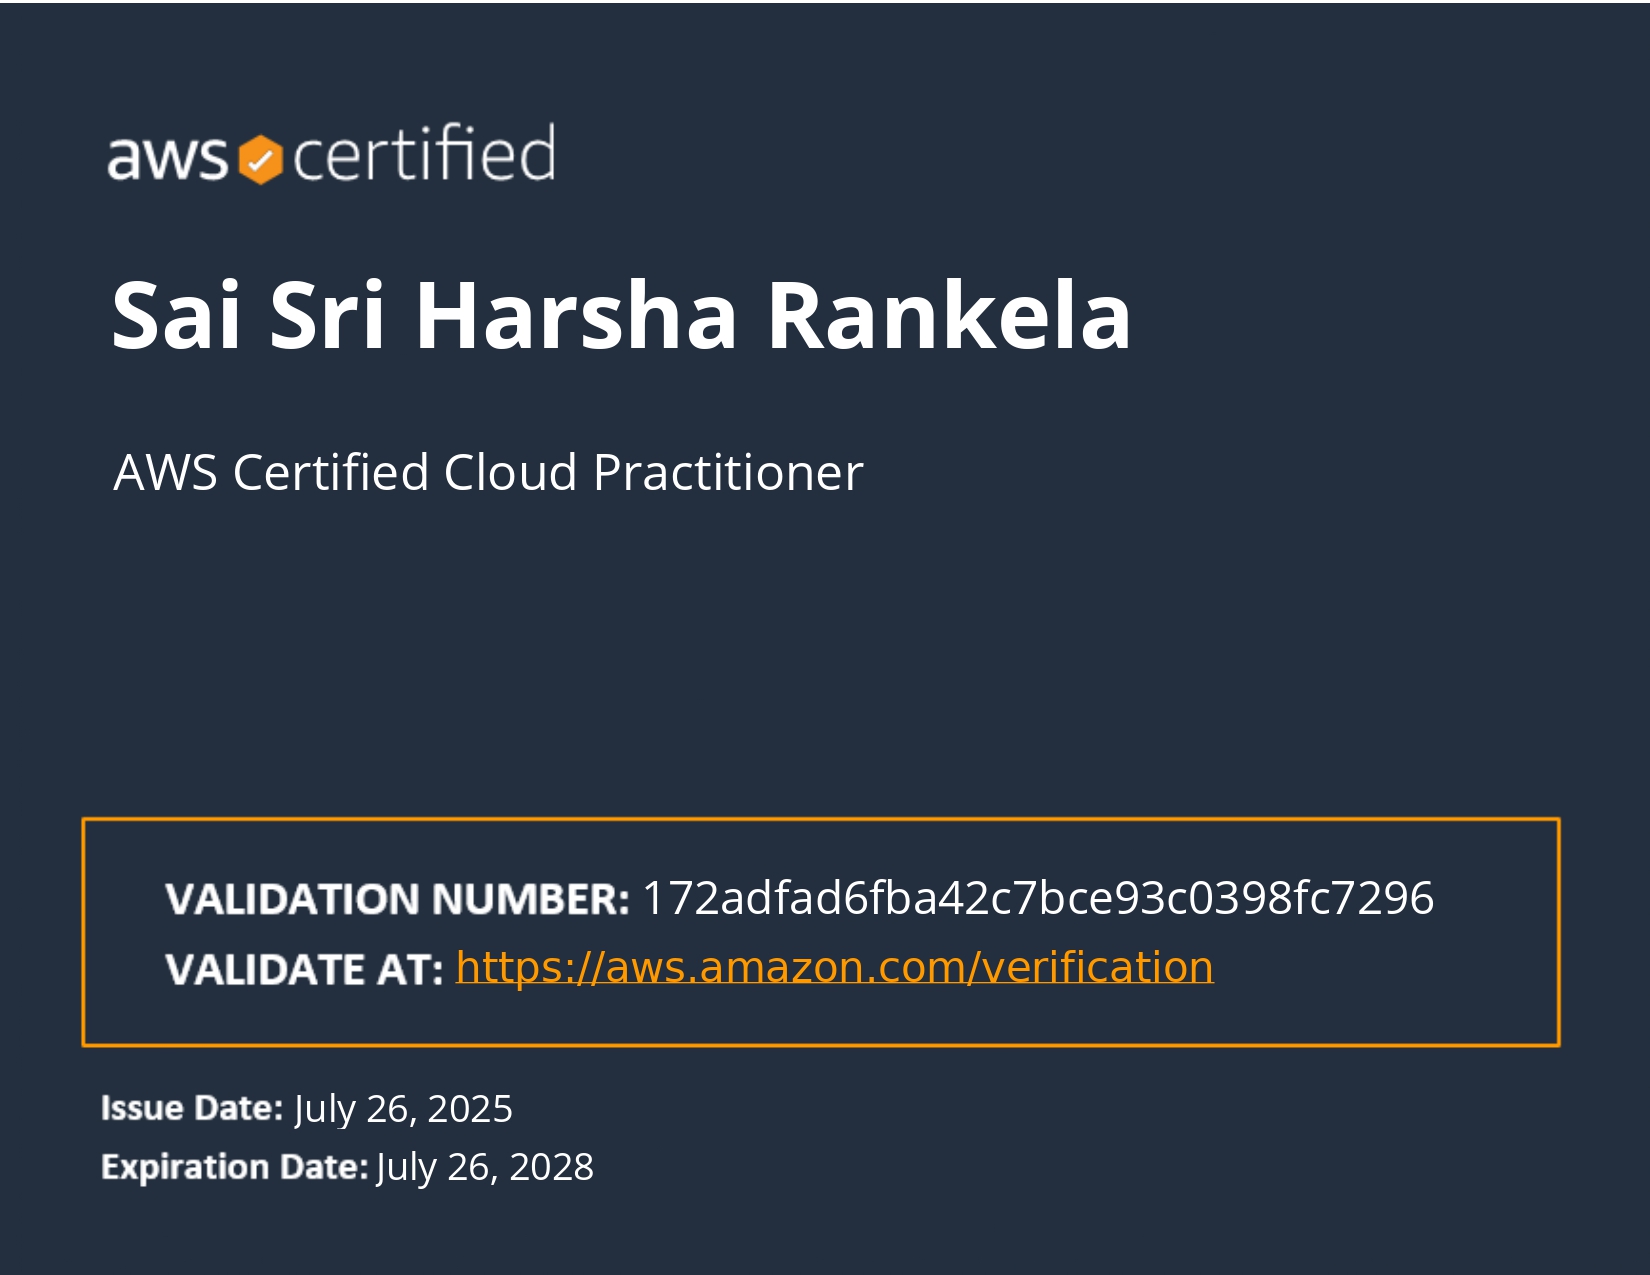 aws certified
Sai Sri Harsha Rankela
AWS Certified Cloud Practitioner
VALIDATION NUMBER: 172adfad6fba42c7bce93c0398fc7296
VALIDATE AT: https://aws.amazon.com/verification
Issue Date: July 26, 2025
Expiration Date: July 26, 2028